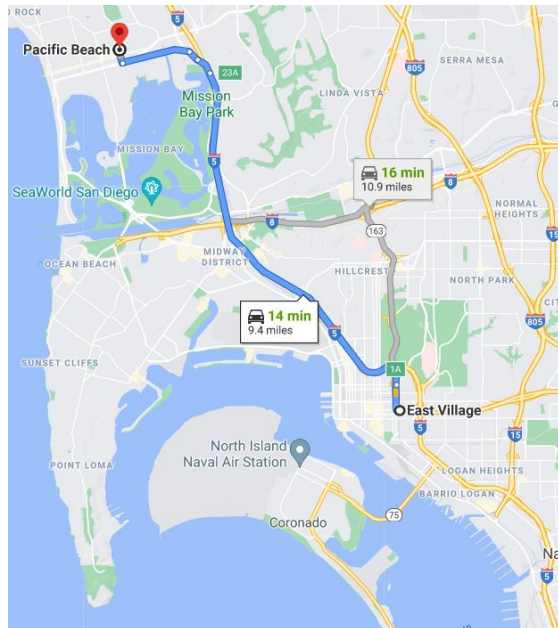 D ROCK
5
805
Pacific Beach
23A
SERRA MESA
Mission
Bay Park
LINDA VISTA
MISSION BAY
5
16 min
10.9 miles
SeaWorld San Diego
8
NORMAL
HEIGHTS
8
163
15
OCEAN BEACH
MIDWAY
DISTRICT
HILLCREST
NORTH PARK
CIT
14 min
9.4 miles
805
5
SUNSET CLIFFS
1A
East Village
5
15
North Island
Naval Air Station
LOGAN HEIGHTS
POINT LOMA
BARRIO LOGAN
75
Coronado
Na
5